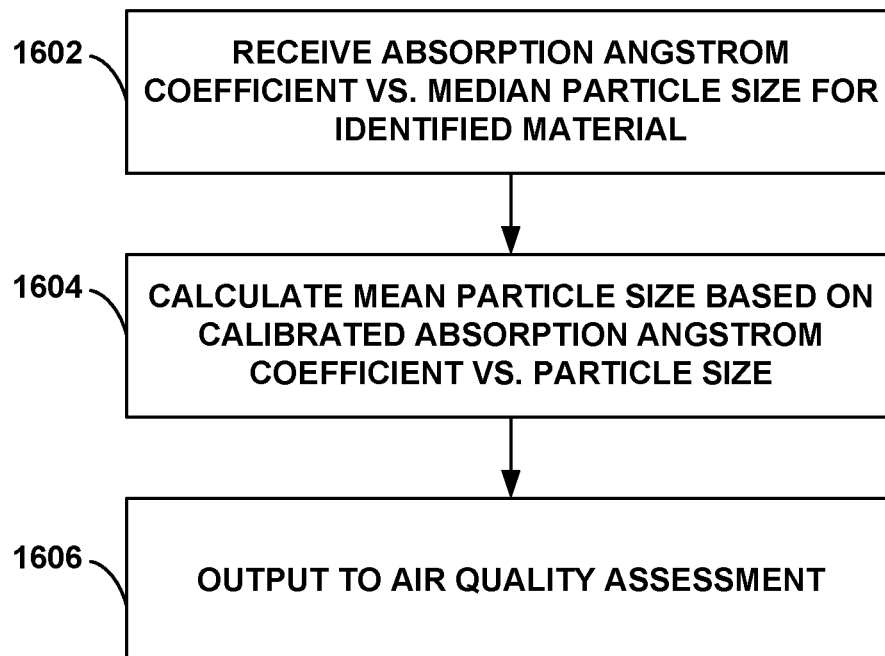 1602
RECEIVE ABSORPTION ANGSTROM
COEFFICIENT VS. MEDIAN PARTICLE SIZE FOR
IDENTIFIED MATERIAL
1604
CALCULATE MEAN PARTICLE SIZE BASED ON
CALIBRATED ABSORPTION ANGSTROM
COEFFICIENT VS. PARTICLE SIZE
1606
OUTPUT TO AIR QUALITY ASSESSMENT